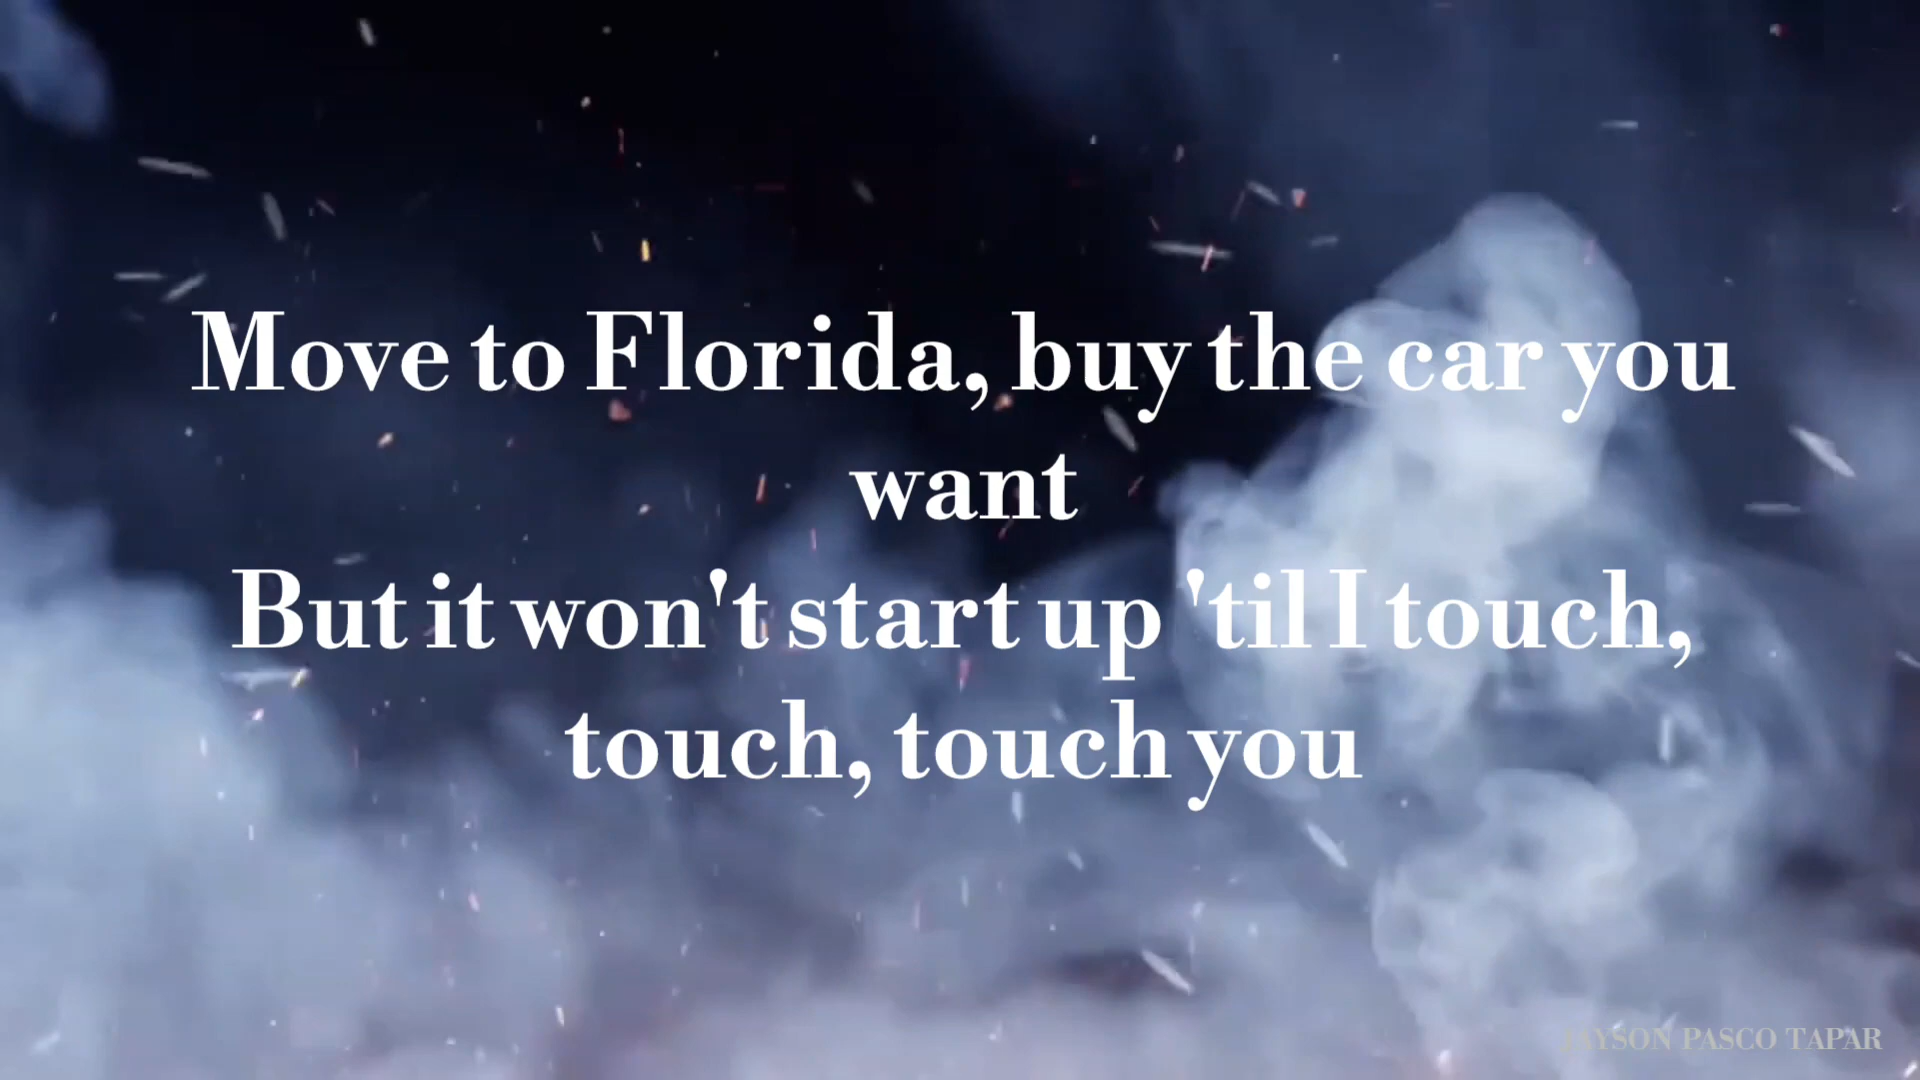 Move to Florida, buy the car you
want
But it won't start up 'til I touch,
touch, touch you
JAYSON PASCO TAPAR